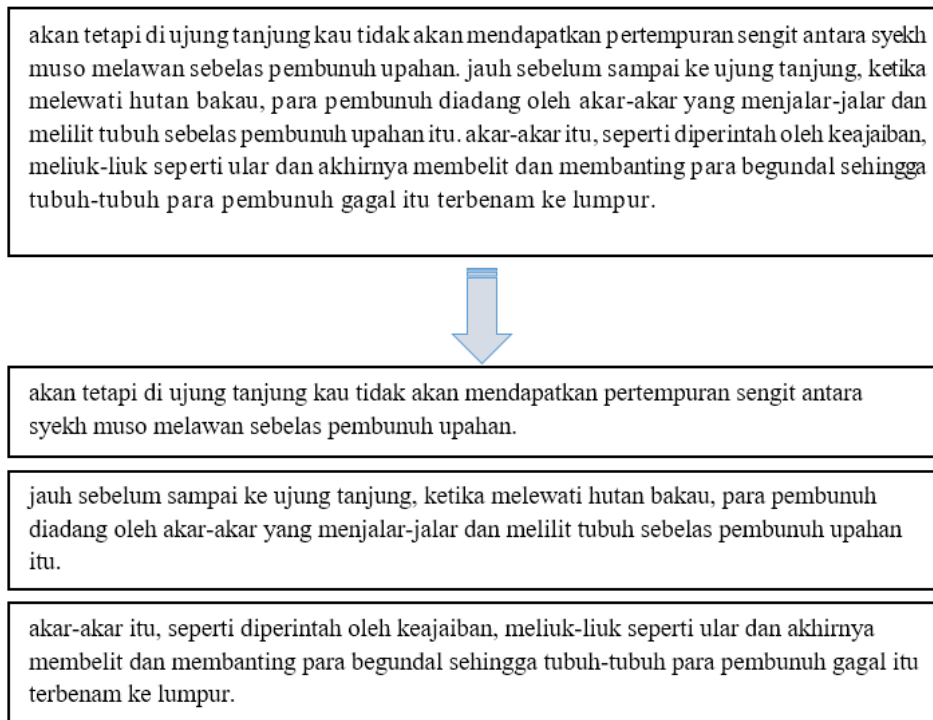 akan tetapi di ujung tanjung kau tidak akan mendapatkan pertempuran sengit antara syekh
muso melawan sebelas pembunuh upahan. jauh sebelum sampai ke ujung tanjung, ketika
melewati hutan bakau, para pembunuh diadang oleh akar-akar yang menjalar-jalar dan
melilit tubuh sebelas pembunuh upahan itu. akar-akar itu, seperti diperintah oleh keajaiban,
meliuk-liuk seperti ular dan akhirnya membelit dan membanting para begundal sehingga
tubuh-tubuh para pembunuh gagal itu terbenam ke lumpur.
akan tetapi di ujung tanjung kau tidak akan mendapatkan pertempuran sengit antara
syekh muso melawan sebelas pembunuh upahan.
jauh sebelum sampai ke ujung tanjung, ketika melewati hutan bakau, para pembunuh
diadang oleh akar-akar yang menjalar-jalar dan melilit tubuh sebelas pembunuh upahan
itu.
akar-akar itu, seperti diperintah oleh keajaiban, meliuk-liuk seperti ular dan akhirnya
membelit dan membanting para begundal sehingga tubuh-tubuh para pembunuh gagal itu
terbenam ke lumpur.